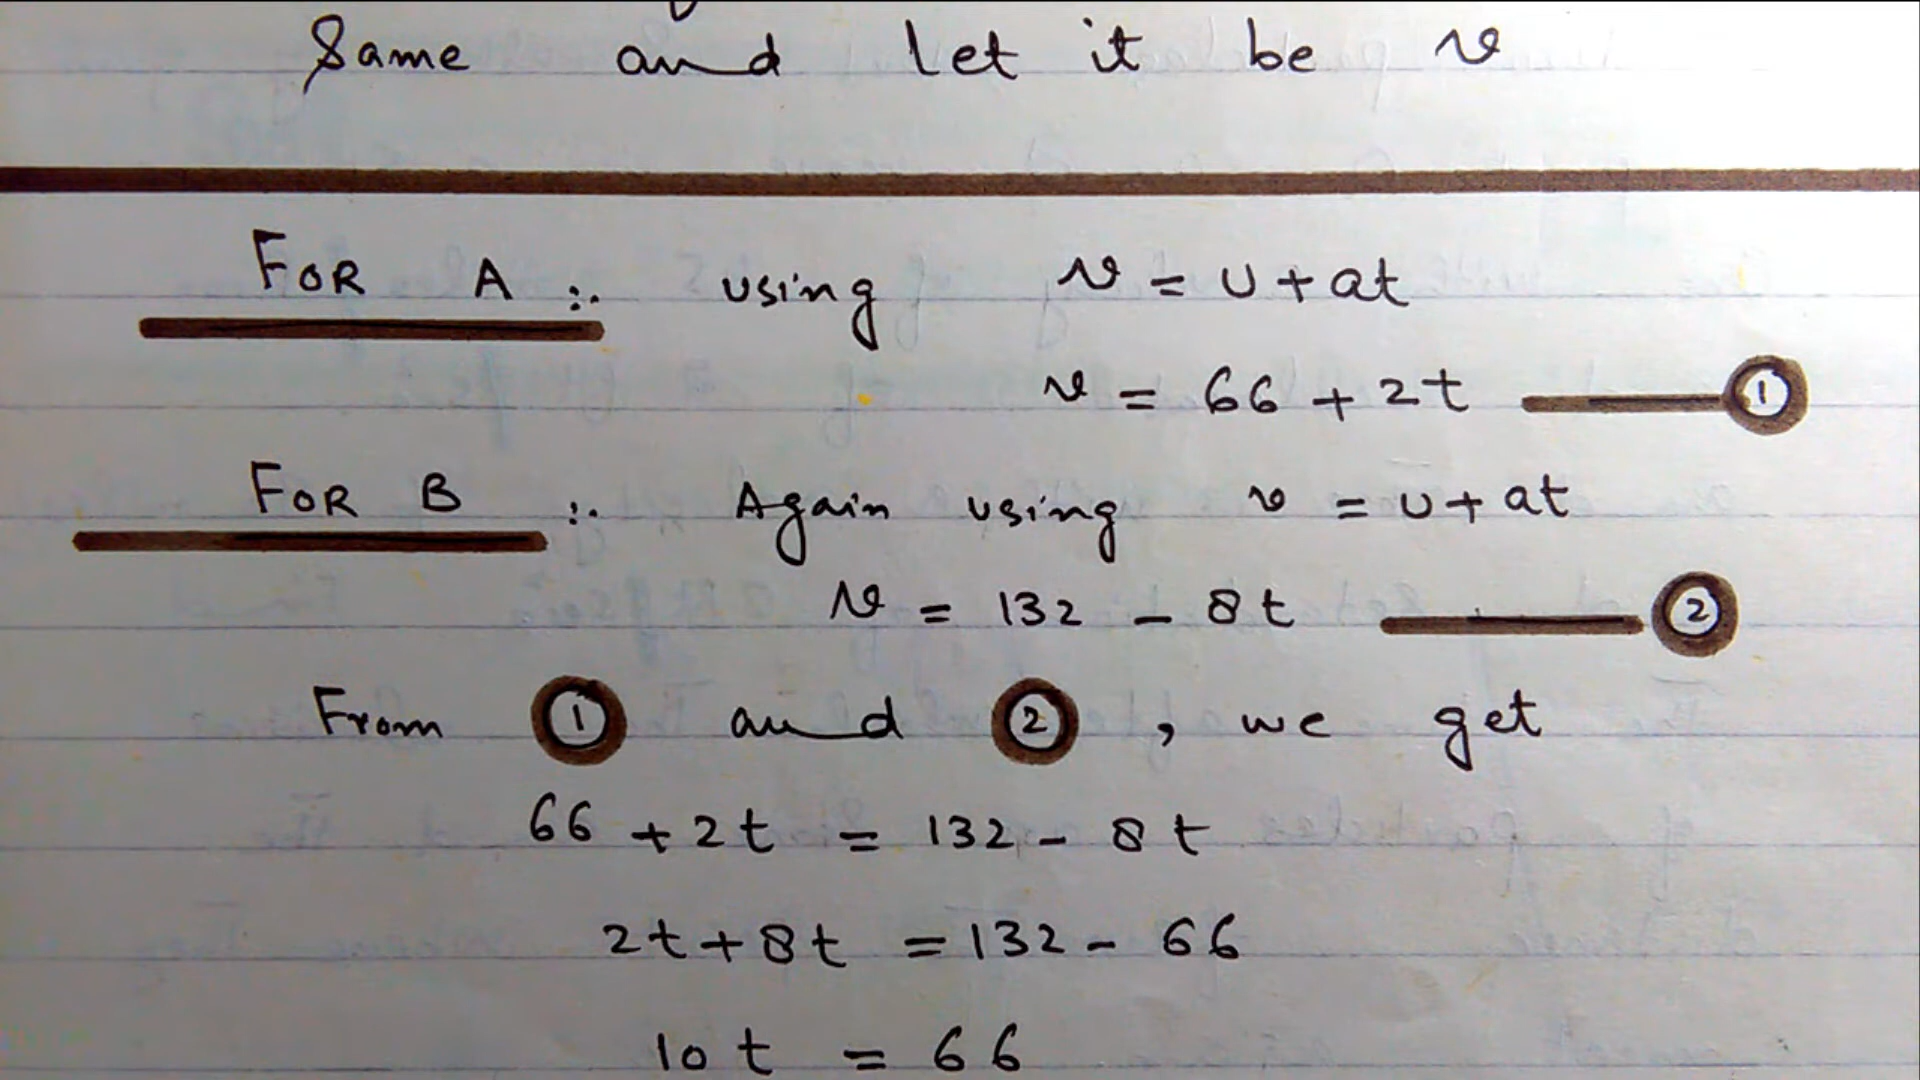 Same and let it be v
FOR A :. using v = u + at
v = 66 + 2t ①
FOR B :. Again using v = u + at
v = 132 - 8t ②
From ① and ②, we get
66 + 2t = 132 - 8t
2t + 8t = 132 - 66
10t = 66